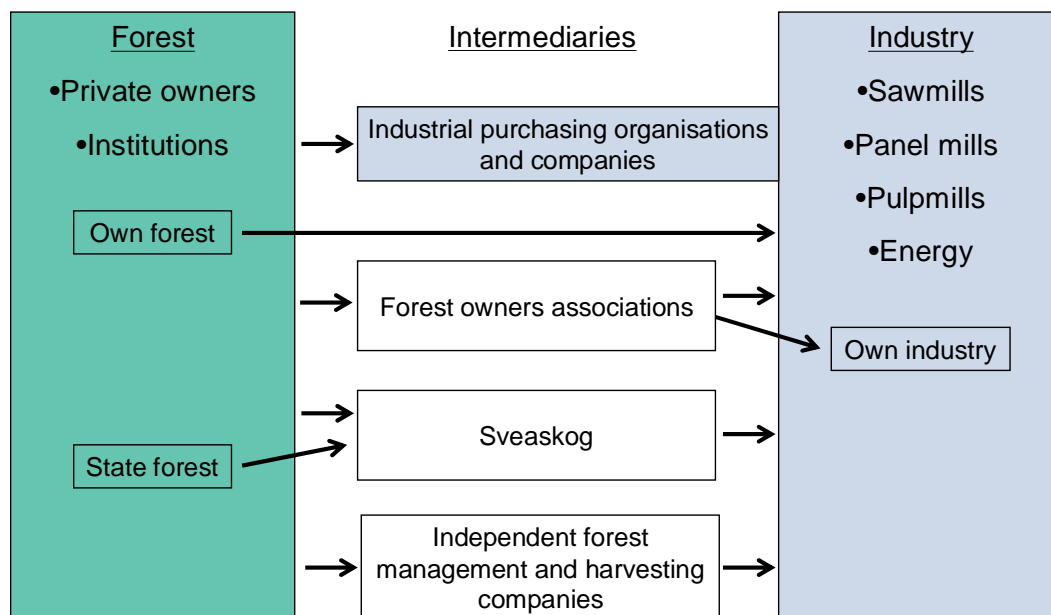 Forest
•Private owners
•Institutions
Own forest
State forest
Intermediaries
Industrial purchasing organisations
and companies
Forest owners associations
Sveaskog
Independent forest
management and harvesting
companies
Industry
•Sawmills
•Panel mills
•Pulpmills
•Energy
Own industry